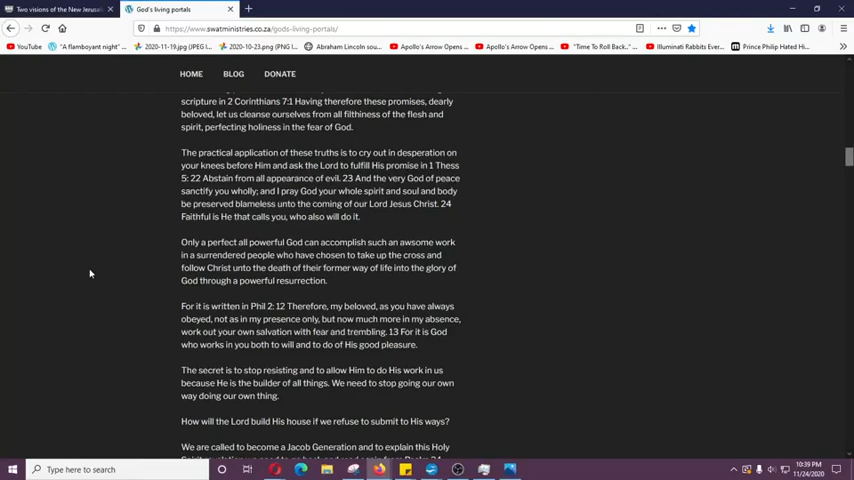 Two visions of the New Jerusal
God's living portals
https://www.swatministries.co.za/gods-living-portals/
YouTube
"A flamboyant night"
2020-11-19.jpg (JPEG I
2020-10-23.png (PNG I
Abraham Lincoln sou...
Apollo's Arrow Opens ...
Apollo's Arrow Opens ...
"Time To Roll Back."...
Illuminati Rabbits Ever...
Prince Philip Hated Hi...
HOME BLOG DONATE
scripture in 2 Corinthians 7:1 Having therefore these promises, dearly
beloved, let us cleanse ourselves from all filthiness of the flesh and
spirit, perfecting holiness in the fear of God.
The practical application of these truths is to cry out in desperation on
your knees before Him and ask the Lord to fulfill His promise in 1 Thess
5: 22 Abstain from all appearance of evil. 23 And the very God of peace
sanctify you wholly; and I pray God your whole spirit and soul and body
be preserved blameless unto the coming of our Lord Jesus Christ. 24
Faithful is He that calls you, who also will do it.
Only a perfect all powerful God can accomplish such an awsome work
in a surrendered people who have chosen to take up the cross and
follow Christ unto the death of their former way of life into the glory of
God through a powerful resurrection.
For it is written in Phil 2: 12 Therefore, my beloved, as you have always
obeyed, not as in my presence only, but now much more in my absence,
work out your own salvation with fear and trembling. 13 For it is God
who works in you both to will and to do of His good pleasure.
The secret is to stop resisting and to allow Him to do His work in us
because He is the builder of all things. We need to stop going our own
way doing our own thing.
How will the Lord build His house if we refuse to submit to His ways?
We are called to become a Jacob Generation and to explain this Holy
Type here to search
10:39 PM
11/24/2020